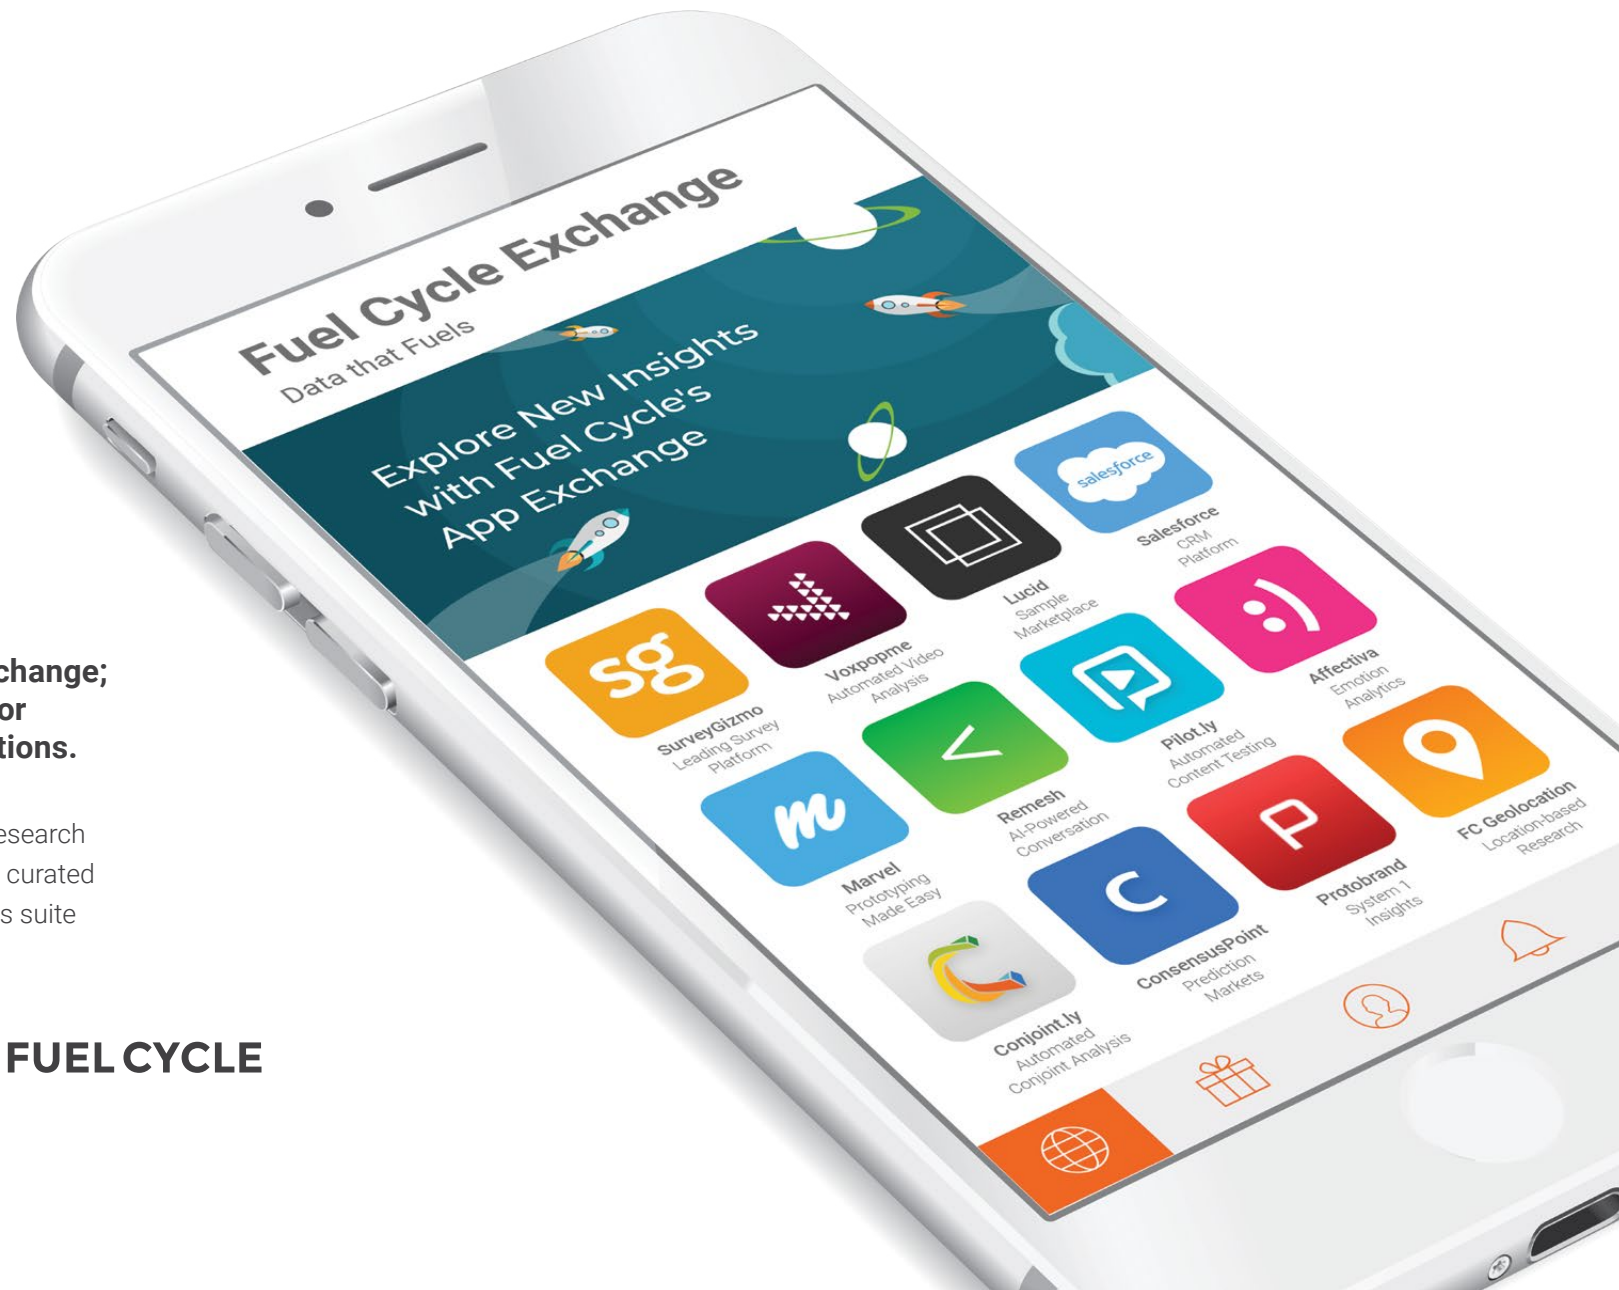 Fuel Cycle Exchange
Data that Fuels
Explore New Insights
with Fuel Cycle's
App Exchange
sg
SurveyGizmo
Leading Survey
Platform
Voxpopme
Automated Video
Analysis
Lucid
Sample
Marketplace
salesforce
Salesforce
CRM
Platform
m
Marvel
Prototyping
Made Easy
<
Remesh
AI-Powered
Conversation
Pilot.ly
Automated
Content Testing
:)
Affectiva
Emotion
Analytics
C
Conjoint.ly
Automated
Conjoint Analysis
C
ConsensusPoint
Prediction
Markets
P
Protobrand
System 1
Insights
FC Geolocation
Location-based
Research
change;
or
tions.
esearch
curated
s suite
FUEL CYCLE